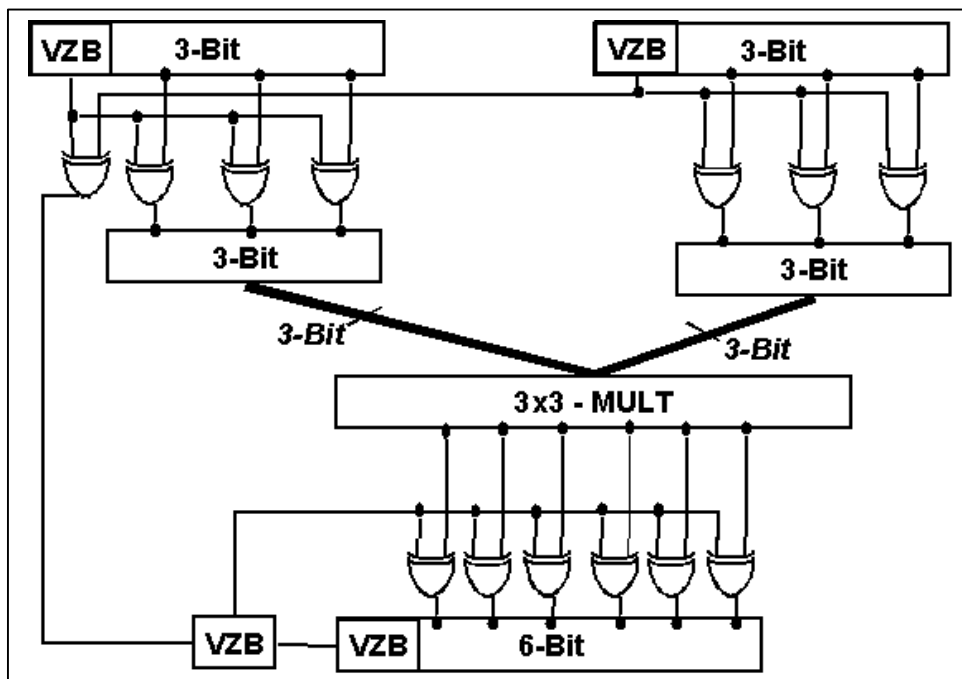 VZB 3-Bit
VZB 3-Bit
3-Bit
3-Bit
3-Bit
3-Bit
3x3 - MULT
VZB
VZB 6-Bit